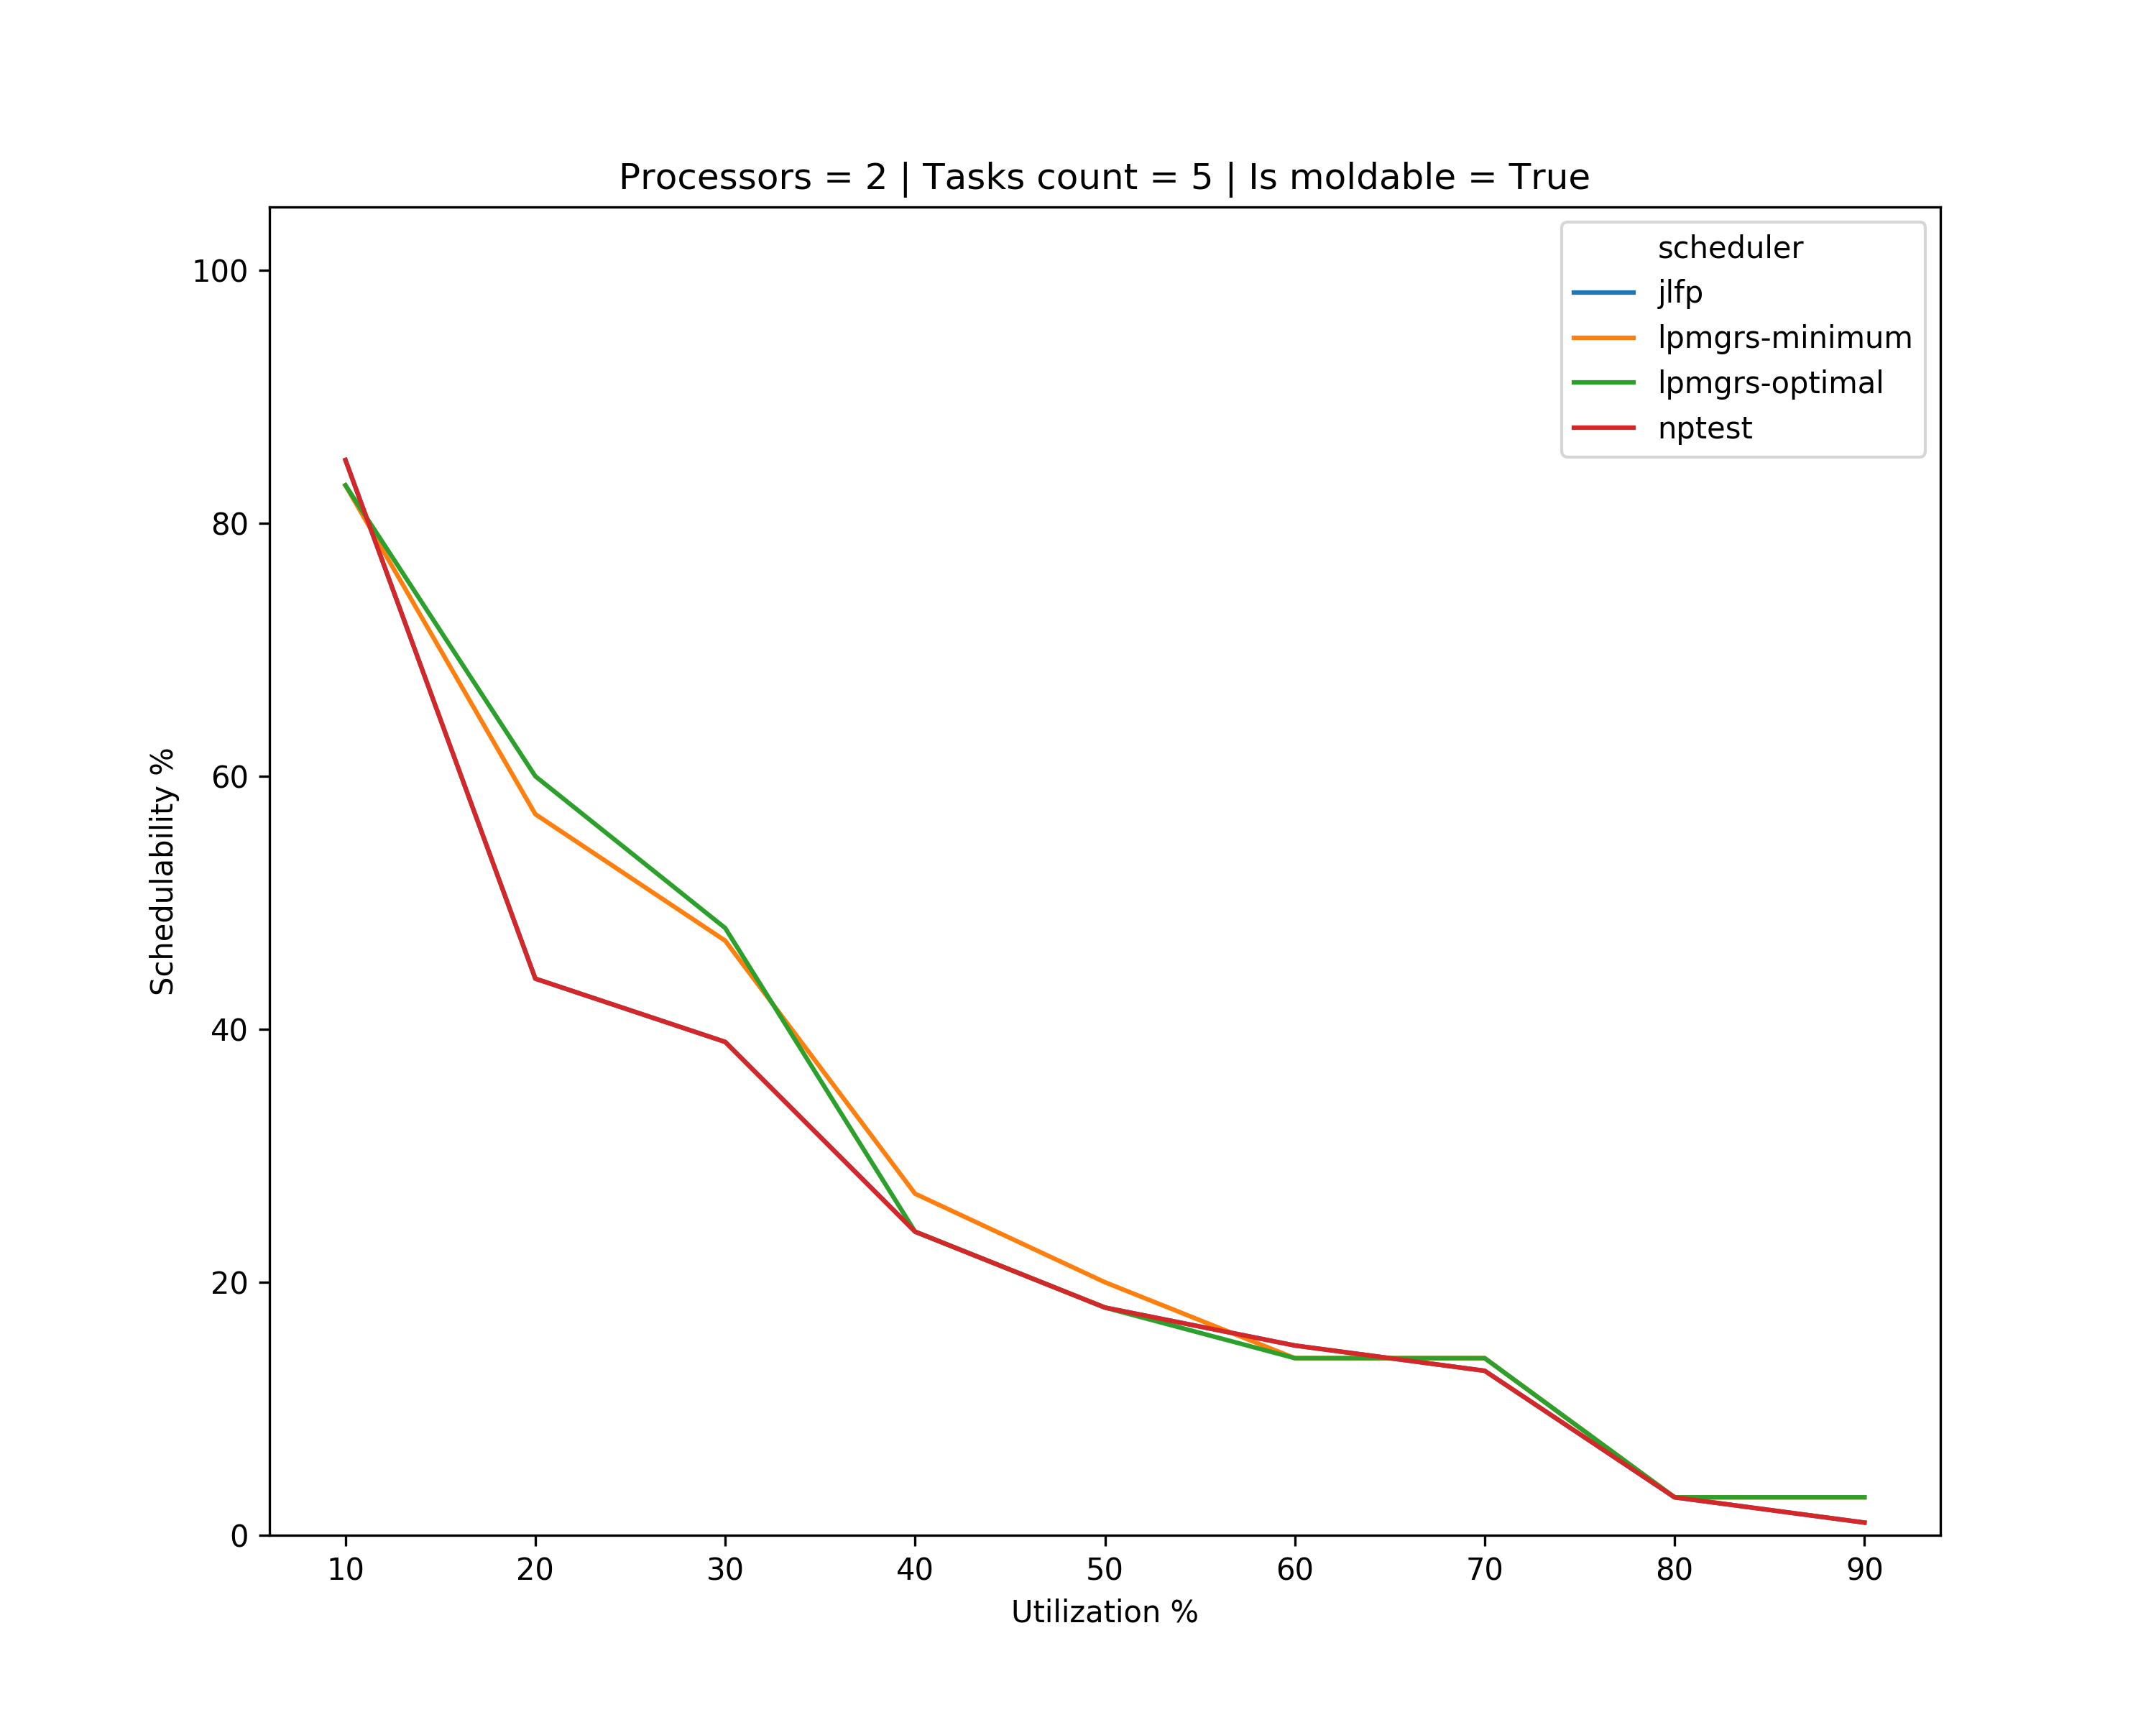 Processors = 2 | Tasks count = 5 | Is moldable = True
scheduler
jlfp
lpmgrs-minimum
lpmgrs-optimal
nptest
Schedulability %
100
80
60
40
20
0
10 20 30 40 50 60 70 80 90
Utilization %